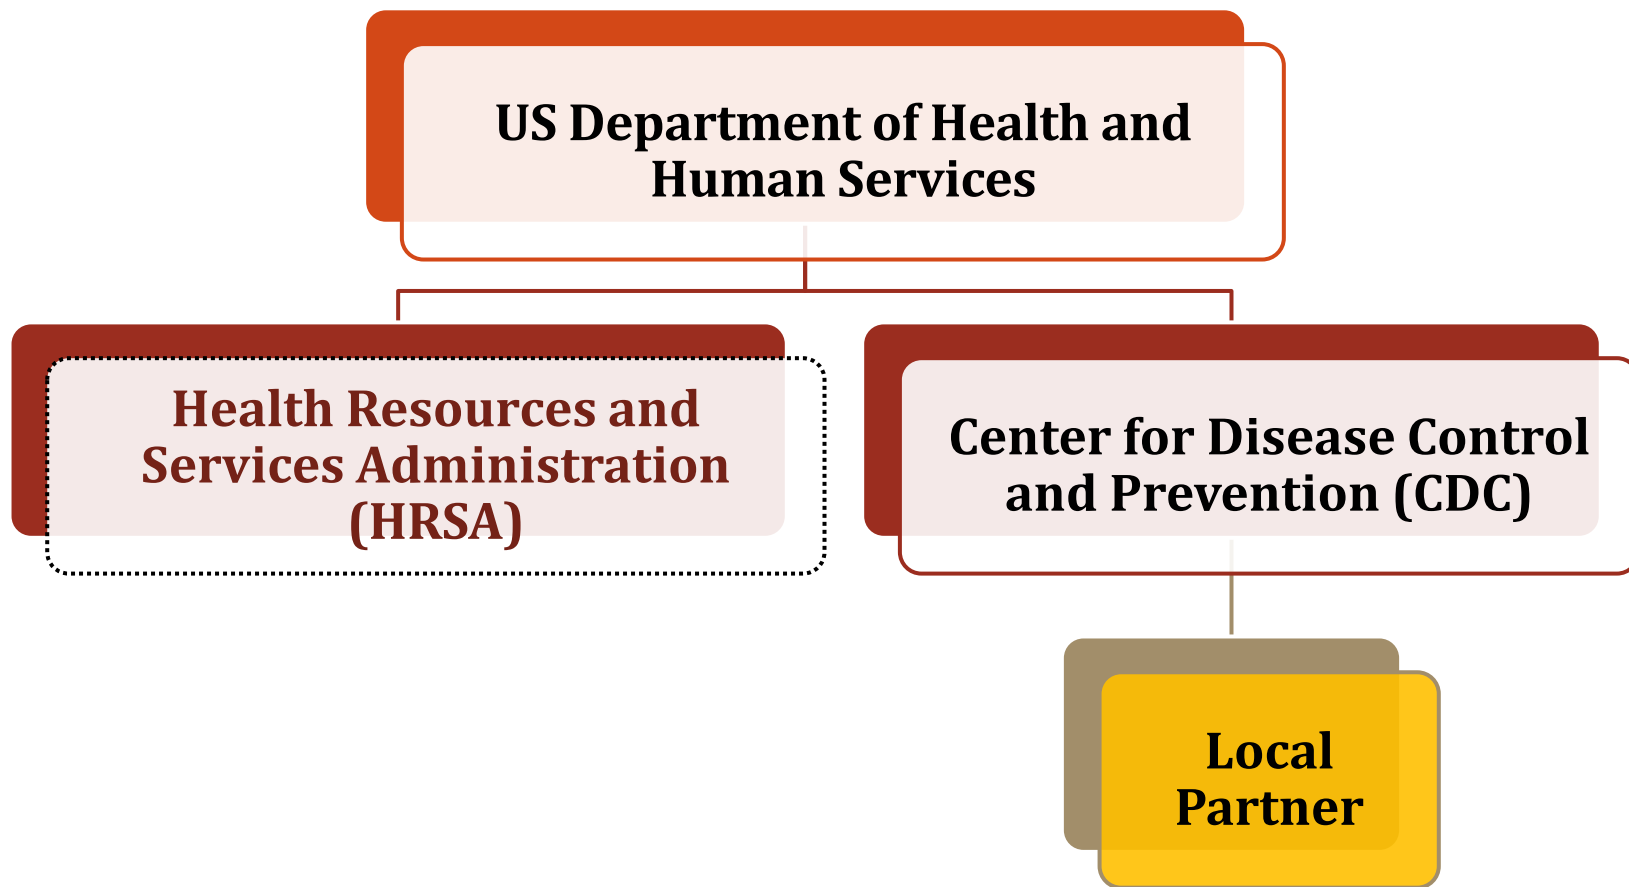 US Department of Health and
Human Services
Health Resources and
Services Administration
(HRSA)
Center for Disease Control
and Prevention (CDC)
Local
Partner